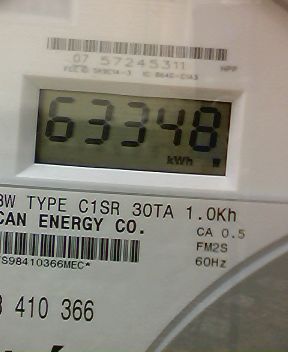 07 57245311
63348
kWh
TYPE C1SR 30TA 1.0Kh
CAN ENERGY CO.
CA 0.5
FM2S
60Hz
S98410366MEC*
410 366